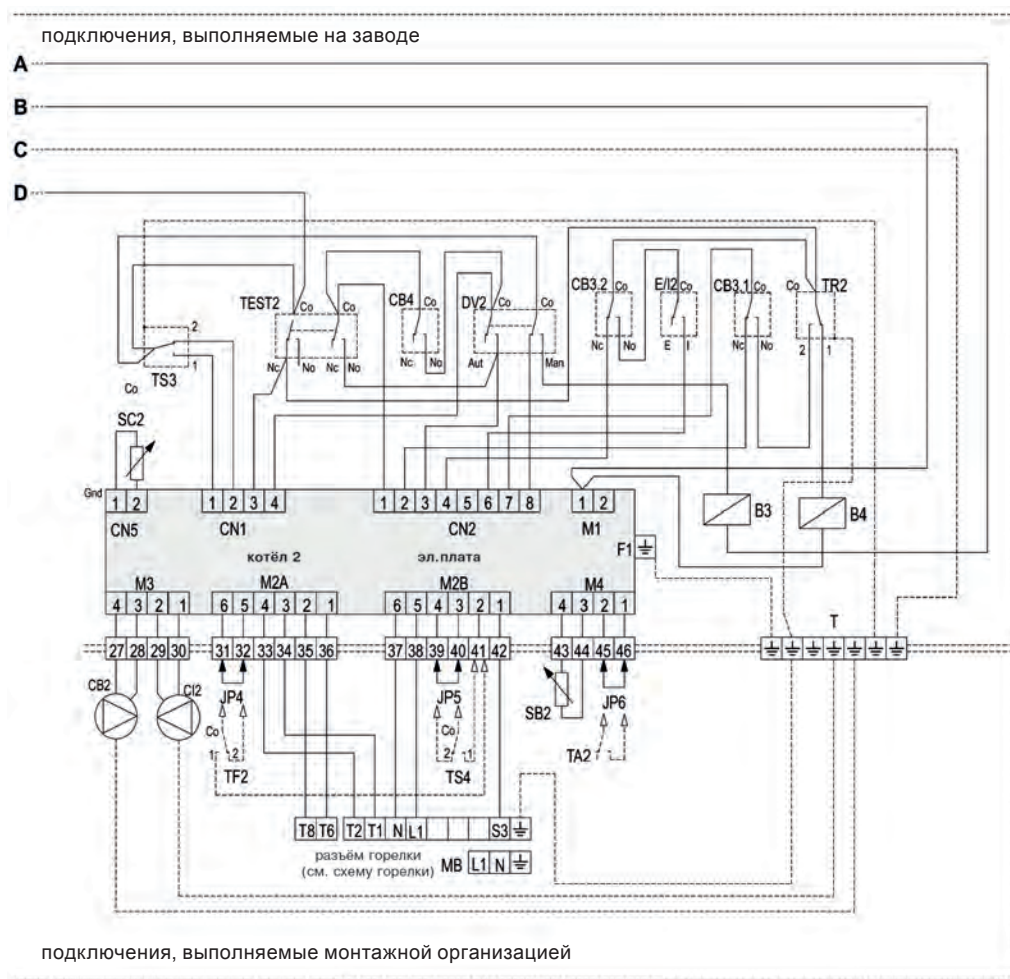 подключения, выполняемые на заводе
A
B
C
D
TEST2 Co Co CB4 Co DV2 Co Co CB3.2 Co E/I2 Co CB3.1 Co Co TR2
2
1
Nc No Nc No Nc No Aut Man Nc No E I Nc No 2 1
Co TS3
SC2
Gnd 1 2 1 2 3 4 1 2 3 4 5 6 7 8 1 2 B3 B4
CN5 CN1 CN2 M1
котёл 2 эл.плата F1
M3 M2A M2B M4
4 3 2 1 6 5 4 3 2 1 6 5 4 3 2 1 4 3 2 1 T
27 28 29 30 31 32 33 34 35 36 37 38 39 40 41 42 43 44 45 46
CB2 CI2 JP4 JP5 SB2 JP6
Co Co
1 2 2 1 TA2
TF2 TS4
T8 T6 T2 T1 N L1 S3
разъём горелки
(см. схему горелки) MB L1 N
подключения, выполняемые монтажной организацией